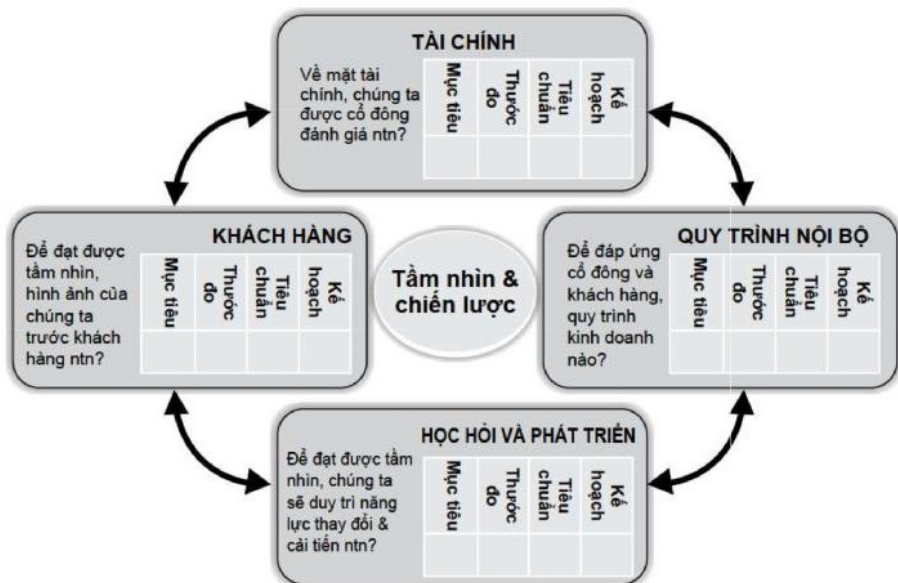 TÀI CHÍNH
Về mặt tài
chính, chúng ta
được cổ đông
đánh giá ntn?
Mục tiêu
Thước
đo
Tiêu
chuẩn
Kế
hoạch
KHÁCH HÀNG
Để đạt được
tầm nhìn,
hình ảnh của
chúng ta
trước khách
hàng ntn?
Mục tiêu
Thước
đo
Tiêu
chuẩn
Kế
hoạch
Tầm nhìn &
chiến lược
QUY TRÌNH NỘI BỘ
Để đáp ứng
cổ đông và
khách hàng,
quy trình
kinh doanh
nào?
Mục tiêu
Thước
đo
Tiêu
chuẩn
Kế
hoạch
HỌC HỎI VÀ PHÁT TRIỂN
Để đạt được tầm
nhìn, chúng ta
sẽ duy trì năng
lực thay đổi &
cải tiến ntn?
Mục tiêu
Thước
đo
Tiêu
chuẩn
Kế
hoạch